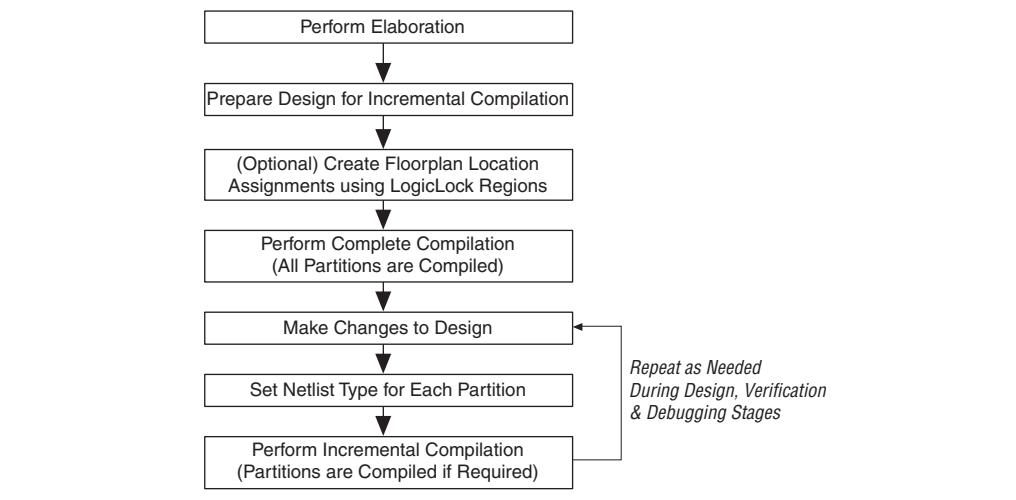 Perform Elaboration
Prepare Design for Incremental Compilation
(Optional) Create Floorplan Location
Assignments using LogicLock Regions
Perform Complete Compilation
(All Partitions are Compiled)
Make Changes to Design
Repeat as Needed
During Design, Verification
& Debugging Stages
Set Netlist Type for Each Partition
Perform Incremental Compilation
(Partitions are Compiled if Required)